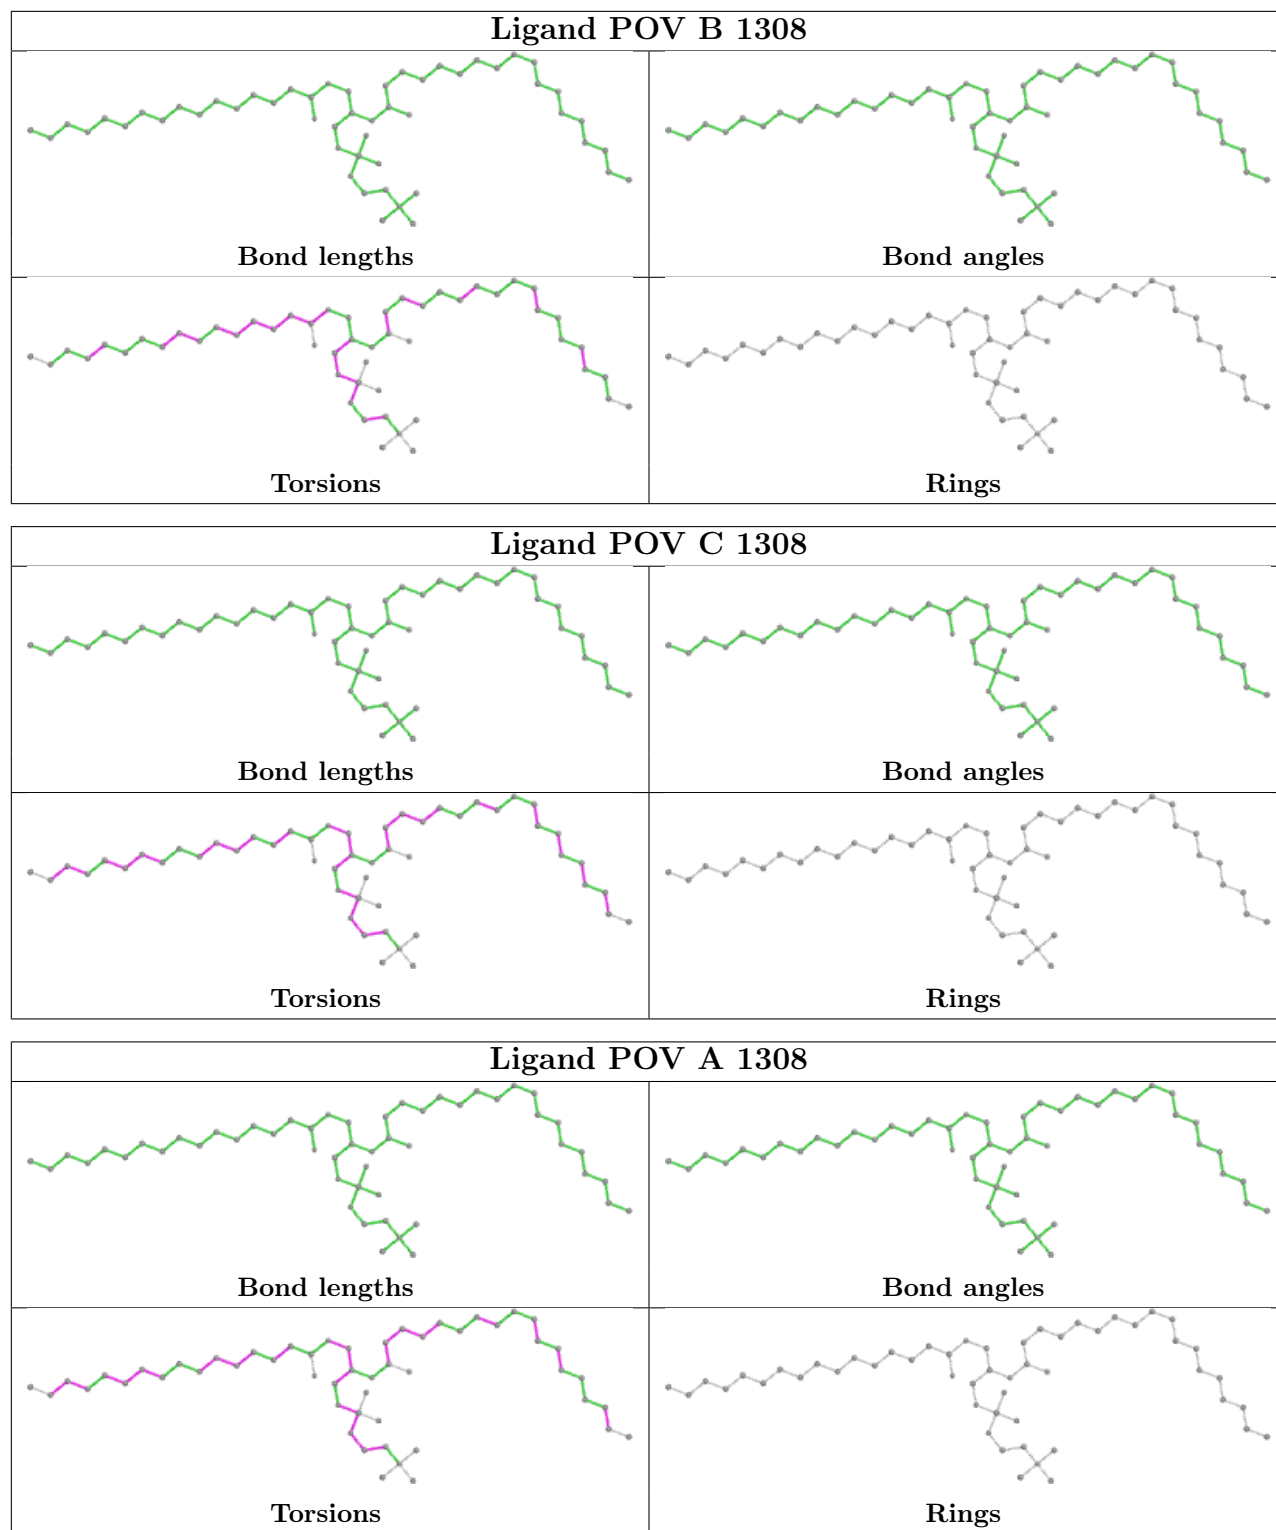 Ligand POV B 1308
Bond lengths
Bond angles
Torsions
Rings
Ligand POV C 1308
Bond lengths
Bond angles
Torsions
Rings
Ligand POV A 1308
Bond lengths
Bond angles
Torsions
Rings